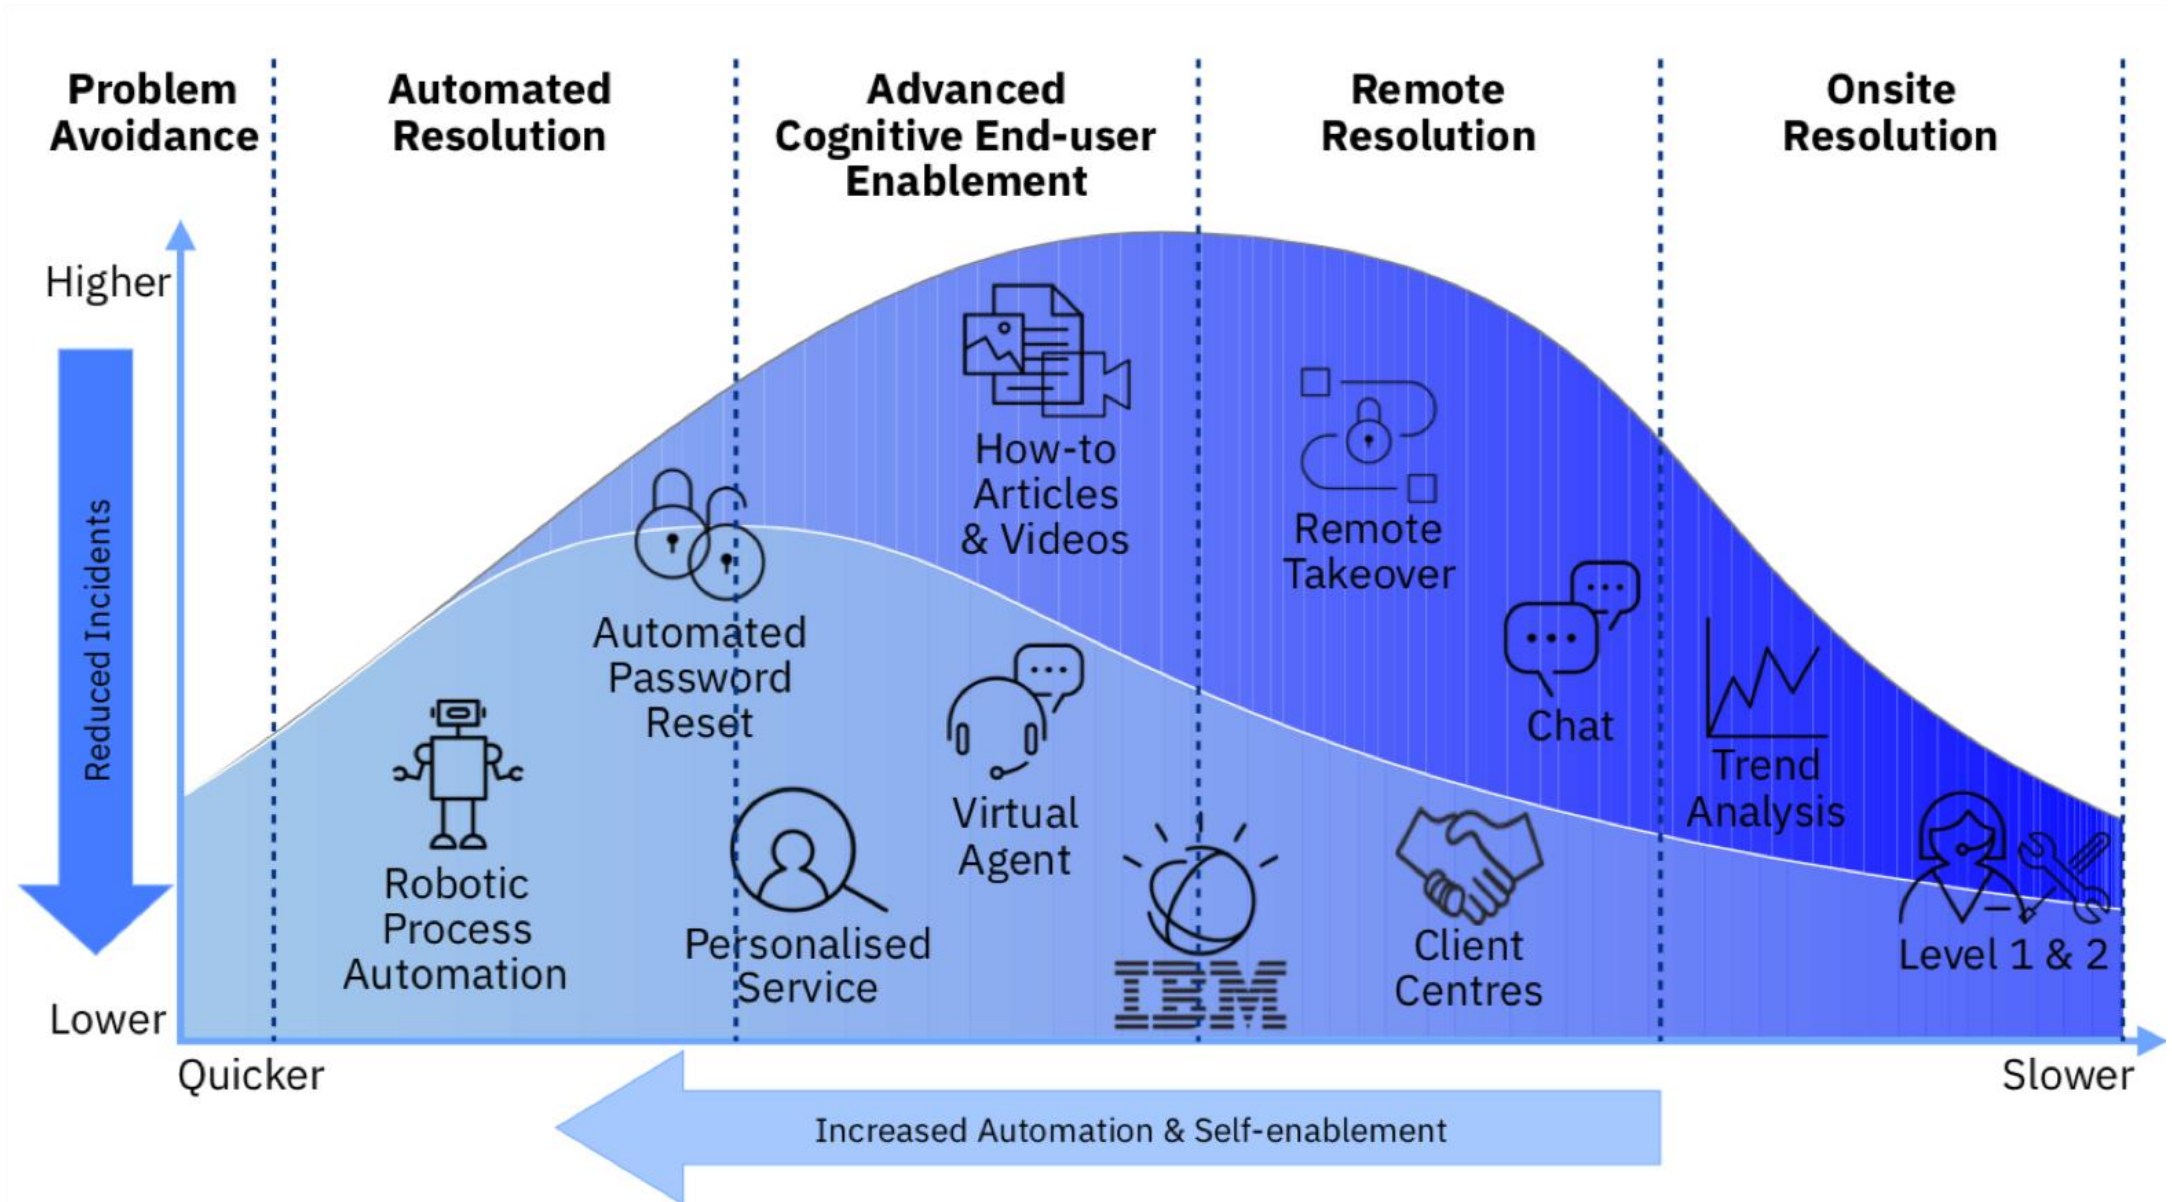 Problem
Avoidance
Automated
Resolution
Advanced
Cognitive End-user
Enablement
Remote
Resolution
Onsite
Resolution
Higher
Reduced Incidents
Lower
How-to
Articles
& Videos
Remote
Takeover
Automated
Password
Reset
Chat
Trend
Analysis
Virtual
Agent
Robotic
Process
Automation
Personalised
Service
IBM
Client
Centres
Level 1 & 2
Quicker
Slower
Increased Automation & Self-enablement